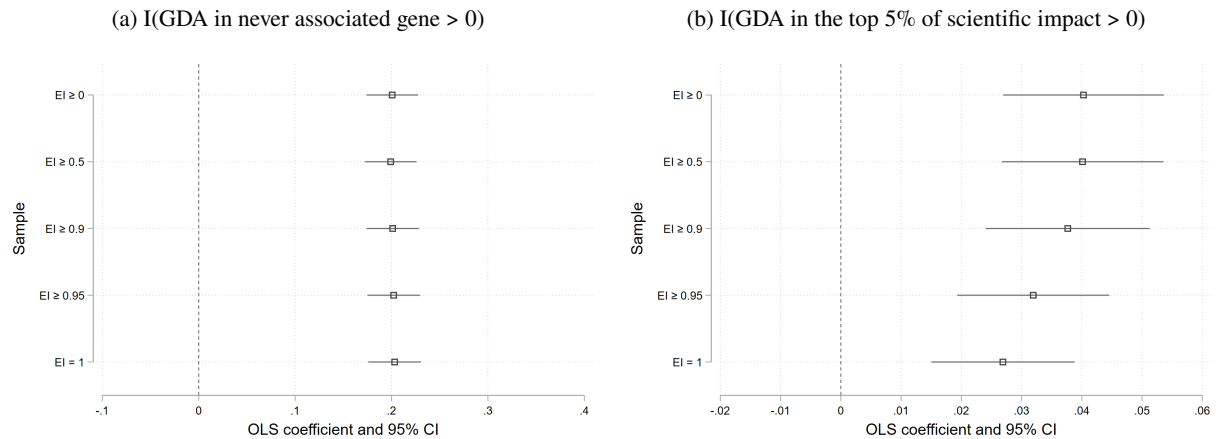 (a) I(GDA in never associated gene > 0)
EI ≥ 0
EI ≥ 0.5
EI ≥ 0.9
EI ≥ 0.95
EI = 1
Sample
-.1 0 .1 .2 .3 .4
OLS coefficient and 95% CI
(b) I(GDA in the top 5% of scientific impact > 0)
EI ≥ 0
EI ≥ 0.5
EI ≥ 0.9
EI ≥ 0.95
EI = 1
Sample
-.02 -.01 0 .01 .02 .03 .04 .05 .06
OLS coefficient and 95% CI